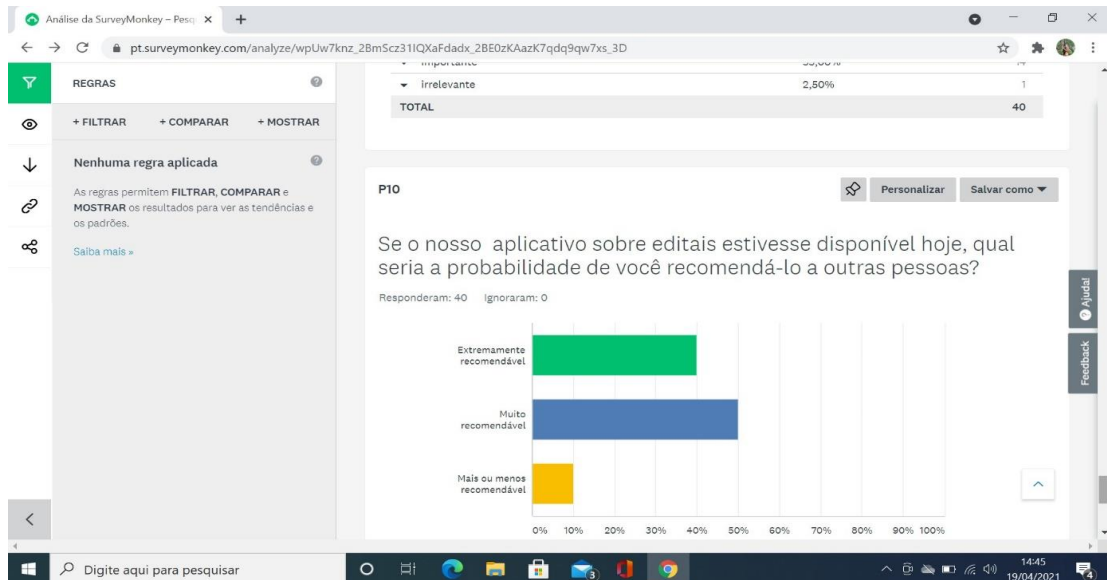 Análise da SurveyMonkey – Pesq
pt.surveymonkey.com/analyze/wpUw7knz_2BmScz31IQXaFdadx_2BE0zKAazK7qdq9qw7xs_3D
REGRAS
+ FILTRAR + COMPARAR + MOSTRAR
Nenhuma regra aplicada
As regras permitem FILTRAR, COMPARAR e
MOSTRAR os resultados para ver as tendências e
os padrões.
Saiba mais »
irrelevante 2,50% 1
TOTAL 40
P10
Personalizar Salvar como
Se o nosso aplicativo sobre editais estivesse disponível hoje, qual
seria a probabilidade de você recomendá-lo a outras pessoas?
Responderam: 40 Ignoraram: 0
Extremamente
recomendável
Muito
recomendável
Mais ou menos
recomendável
0% 10% 20% 30% 40% 50% 60% 70% 80% 90% 100%
Ajuda!
Feedback
Digite aqui para pesquisar
14:45
19/04/2021